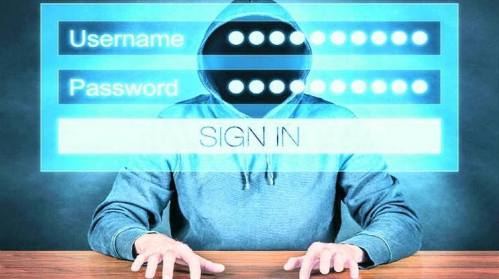 Username ●●●●●●●●●●
Password ●●●●●●●●●●
SIGN IN